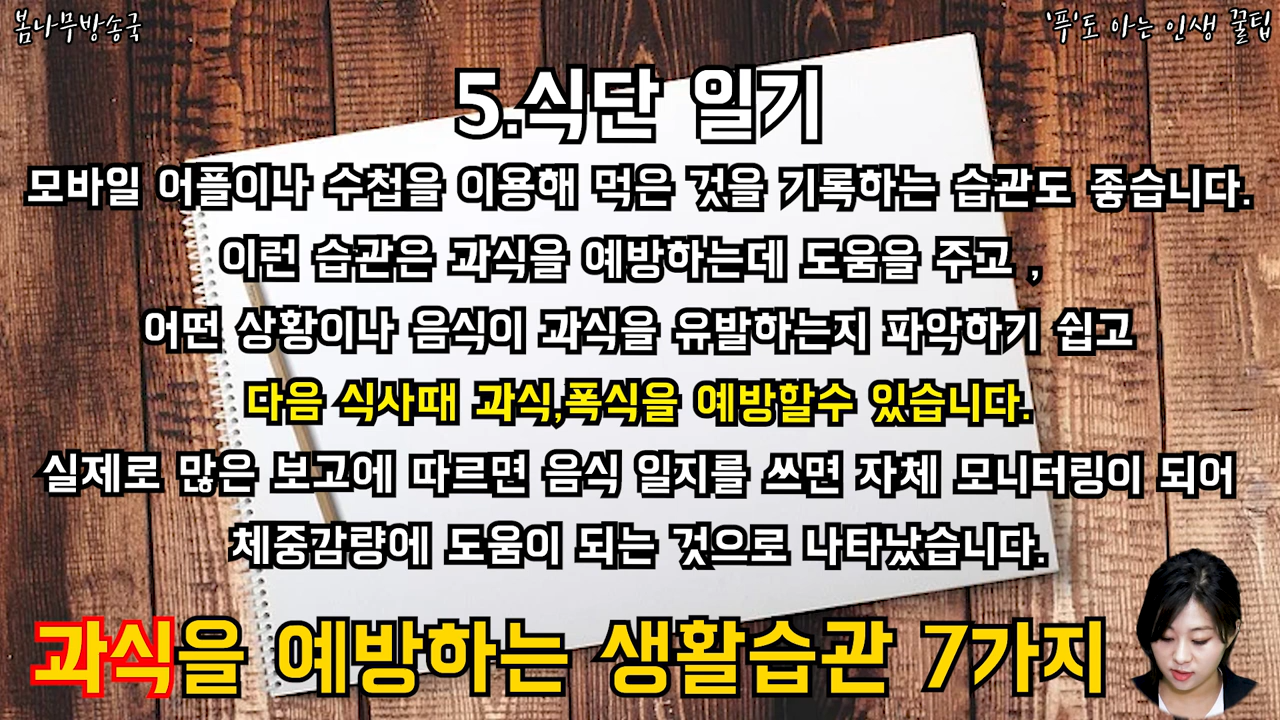 봄나무방송국
'푸'도 아는 인생 꿀팁
5.식단 일기
모바일 어플이나 수첩을 이용해 먹은 것을 기록하는 습관도 좋습니다.
이런 습관은 과식을 예방하는데 도움을 주고 ,
어떤 상황이나 음식이 과식을 유발하는지 파악하기 쉽고
다음 식사때 과식,폭식을 예방할수 있습니다.
실제로 많은 보고에 따르면 음식 일지를 쓰면 자체 모니터링이 되어
체중감량에 도움이 되는 것으로 나타났습니다.
과식을 예방하는 생활습관 7가지